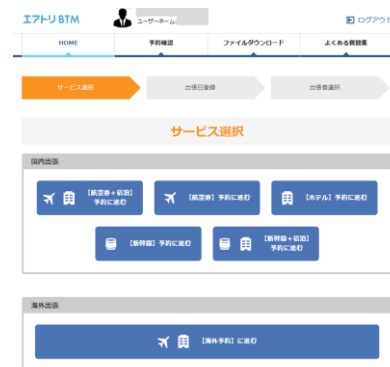 エアトリ BTM
ユーザーネーム
ログアウト
HOME
予約確認
ファイルダウンロード
よくある質問集
サービス選択
出張日登録
出張者選択
サービス選択
国内出張
【航空券+宿泊】
予約に進む
【航空券】予約に進む
【ホテル】予約に進む
【新幹線】予約に進む
【新幹線+宿泊】
予約に進む
海外出張
【海外予約】に進む